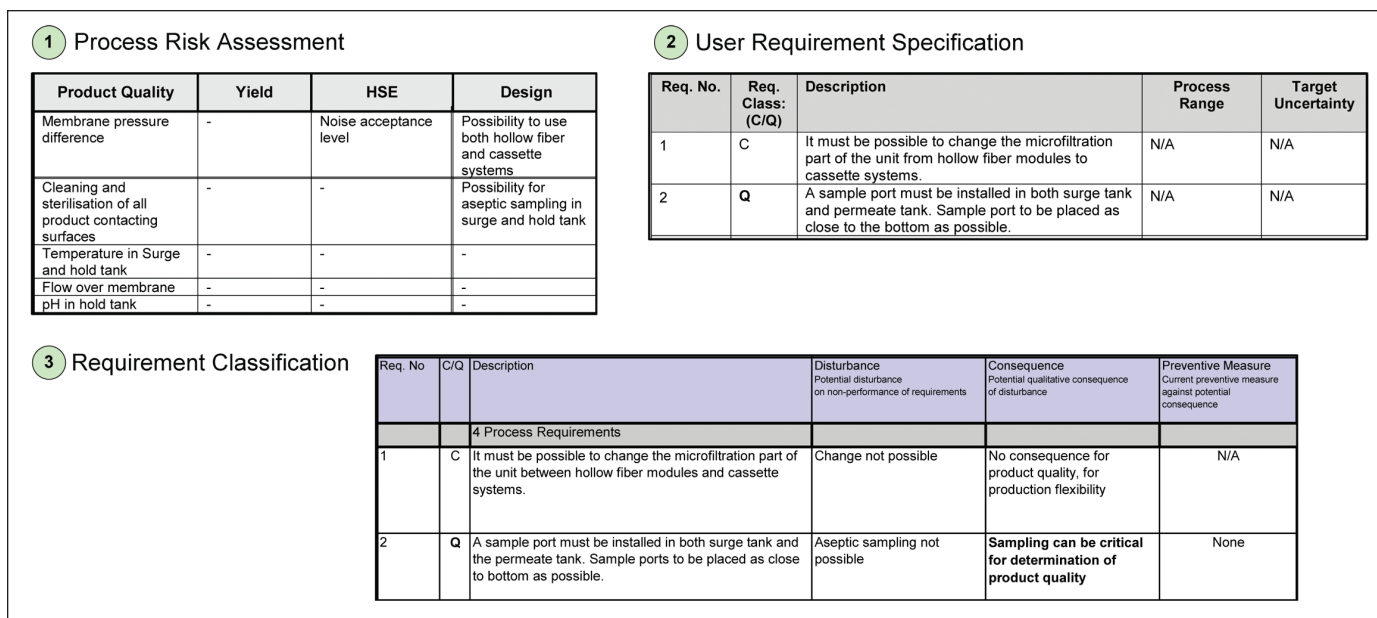 1 Process Risk Assessment
Product Quality Yield HSE Design
Membrane pressure
difference
-
Noise acceptance
level
Possibility to use
both hollow fiber
and cassette
systems
Cleaning and
sterilisation of all
product contacting
surfaces
-
-
Possibility for
aseptic sampling in
surge and hold tank
Temperature in Surge
and hold tank
-
-
-
Flow over membrane - - -
pH in hold tank - - -
2 User Requirement Specification
Req. No.
Req.
Class:
(C/Q)
Description
Process
Range
Target
Uncertainty
1
C
It must be possible to change the microfiltration
part of the unit from hollow fiber modules to
cassette systems.
N/A
N/A
2
Q
A sample port must be installed in both surge tank
and permeate tank. Sample port to be placed as
close to the bottom as possible.
N/A
N/A
3 Requirement Classification
Req. No
C/Q
Description
Disturbance
Potential disturbance
on non-performance of requirements
Consequence
Potential qualitative consequence
of disturbance
Preventive Measure
Current preventive measure
against potential
consequence
4 Process Requirements
1
C
It must be possible to change the microfiltration part of
the unit between hollow fiber modules and cassette
systems.
Change not possible
No consequence for
product quality, for
production flexibility
N/A
2
Q
A sample port must be installed in both surge tank and
the permeate tank. Sample ports to be placed as close
to bottom as possible.
Aseptic sampling not
possible
Sampling can be critical
for determination of
product quality
None